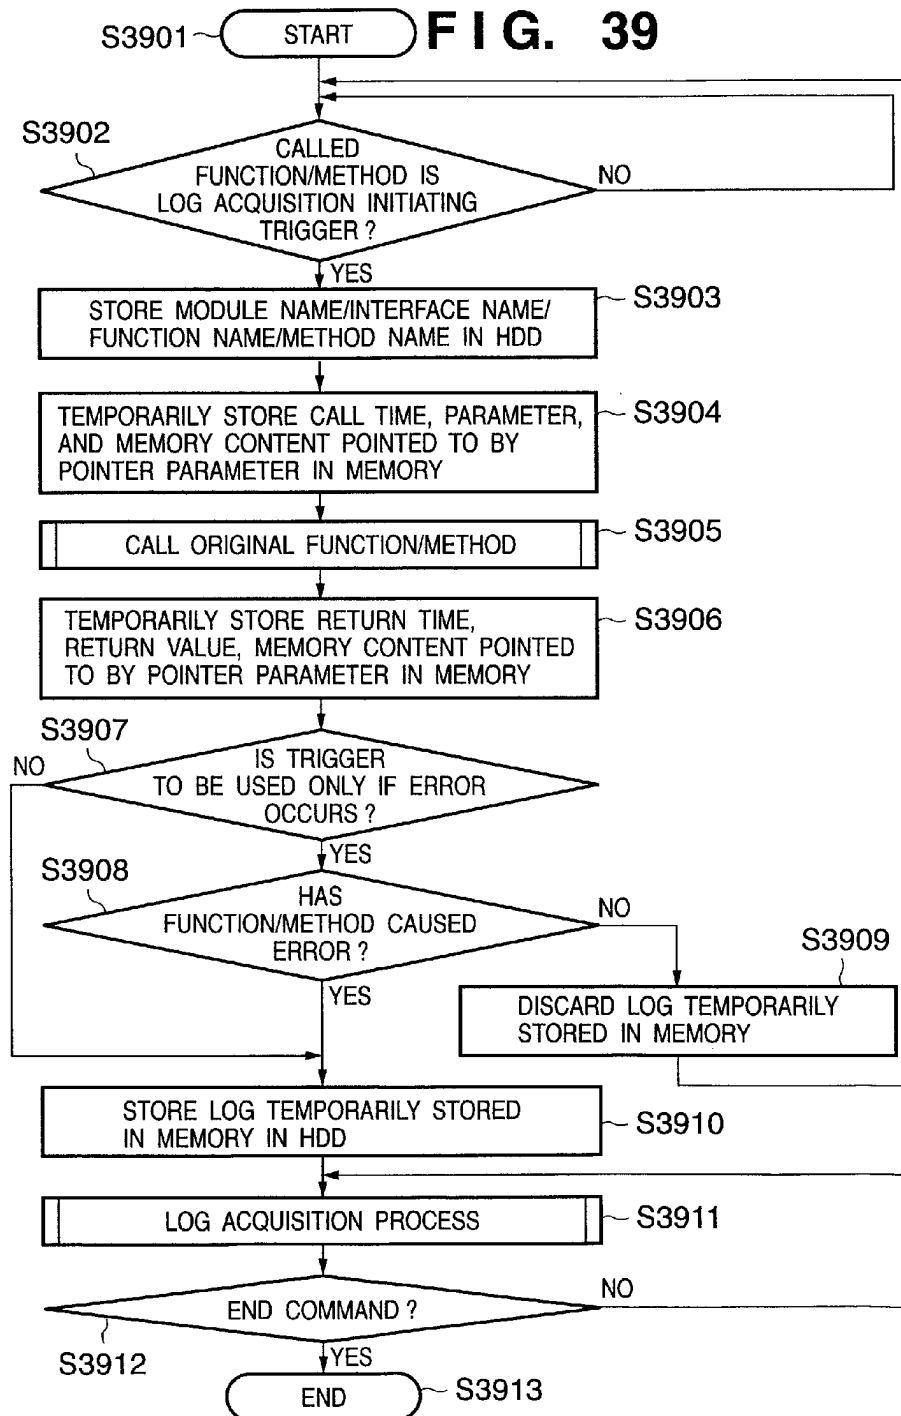 S3901
START
FIG. 39
S3902
CALLED
FUNCTION/METHOD IS
LOG ACQUISITION INITIATING
TRIGGER?
NO
YES
STORE MODULE NAME/INTERFACE NAME/
FUNCTION NAME/METHOD NAME IN HDD
S3903
TEMPORARILY STORE CALL TIME, PARAMETER,
AND MEMORY CONTENT POINTED TO BY
POINTER PARAMETER IN MEMORY
S3904
CALL ORIGINAL FUNCTION/METHOD
S3905
TEMPORARILY STORE RETURN TIME,
RETURN VALUE, MEMORY CONTENT POINTED
TO BY POINTER PARAMETER IN MEMORY
S3906
S3907
NO
IS TRIGGER
TO BE USED ONLY IF ERROR
OCCURS?
YES
S3908
HAS
FUNCTION/METHOD CAUSED
ERROR?
NO
YES
S3909
DISCARD LOG TEMPORARILY
STORED IN MEMORY
STORE LOG TEMPORARILY STORED
IN MEMORY IN HDD
S3910
LOG ACQUISITION PROCESS
S3911
END COMMAND?
NO
S3912
YES
END
S3913